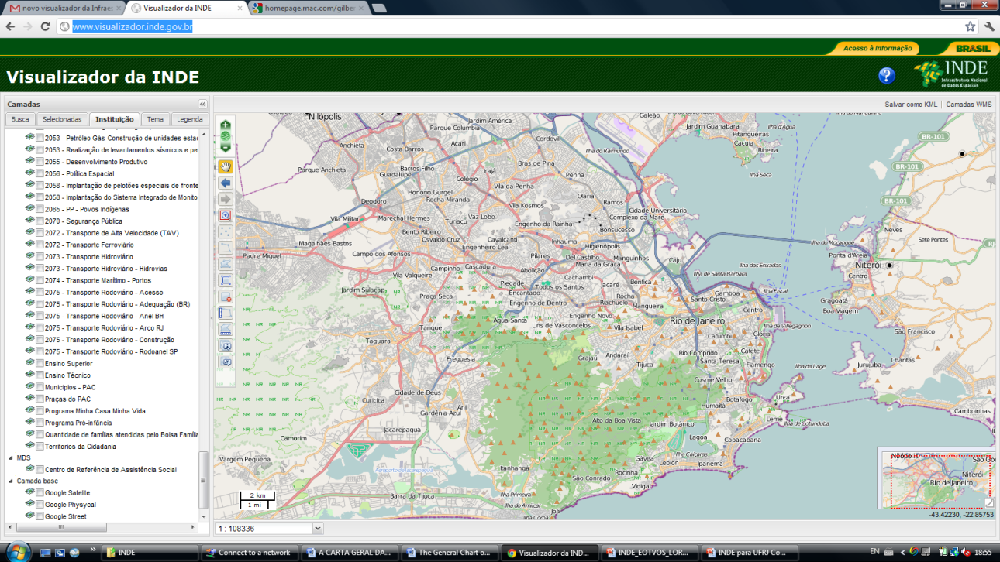 novo visualizador da Infraes
Visualizador da INDE
homepage.mac.com/gilber
www.visualizador.inde.gov.br
Acesso à Informação
BRASIL
Visualizador da INDE
INDE
Infraestrutura Nacional
de Dados Espaciais
Camadas
Salvar como KML
Camadas WMS
Busca
Selecionadas
Instituição
Tema
Legenda
2053 - Petróleo Gás-Construção de unidades estac
2053 - Realização de levantamentos sísmicos e pe
2055 - Desenvolvimento Produtivo
2056 - Política Espacial
2058 - Implantação de pelotões especiais de fronte
2058 - Implantação do Sistema Integrado de Monito
2065 - PP - Povos Indígenas
2070 - Segurança Pública
2072 - Transporte de Alta Velocidade (TAV)
2072 - Transporte Ferroviário
2073 - Transporte Hidroviário
2073 - Transporte Hidroviário - Hidrovias
2074 - Transporte Marítimo - Portos
2075 - Transporte Rodoviário - Acesso
2075 - Transporte Rodoviário - Adequação (BR)
2075 - Transporte Rodoviário - Anel BH
2075 - Transporte Rodoviário - Arco RJ
2075 - Transporte Rodoviário - Construção
2075 - Transporte Rodoviário - Rodoanel SP
Ensino Superior
Ensino Técnico
Municipios - PAC
Praças do PAC
Programa Minha Casa Minha Vida
Programa Pró-infância
Quantidade de famílias atendidas pelo Bolsa Família
Territorios da Cidadania
MDS
Centro de Referência de Assistência Social
Camada base
Google Satelite
Google Physycal
Google Street
Nilópolis
Jardim América
Galeão
Jardim Guanabara
Ilha d'Agua
Parque Columbia
Pitangueiras
Cacuia
Ribeira
BR-101
Anchieta
Acari
Cordovil
Costa Barros
Ilha do Raimundo
Parque Anchieta
Barros Filho
Guadalupe
Irajá
Brás de Pina
BR-101
Colégio
Penha
Ilha Seca
Vila da Penha
Honório Gurgel
Rocha Miranda
Olaria
BR-101
Deodoro
Vila Kosmos
Ramos
Vila Militar
Marechal Hermes
Turiaçu
Vaz Lobo
Cidade Universitária
Complexo da Maré
Engenho da Rainha
Bonsucesso
Neves
Bento Ribeiro
Osvaldo Cruz
Cavalcanti
Inhaúma
Higienópolis
Sete Pontes
Magalhães Bastos
Engenheiro Leal
Ilha do Mocanguê
RJ
Padre Miguel
Campo dos Afonsos
Pilares
Del Castilho
Manguinhos
Caju
Ponta d'Areia
Campinho
Cascadura
Abolição
Maria da Graça
Ilha das Enxadas
Niterói
Vila Valqueire
Cachambi
Ilha de Santa Bárbara
Centro
Piedade
Todos os Santos
Jacaré
Benfica
Jardim Sulacap
Praça Seca
Encantado
Engenho de Dentro
Rocha
Riachuelo
Mangueira
Gamboa
Santo Cristo
Ilha Fiscal
Gragoatá
Boa Viagem
Centro
Água Santa
Engenho Novo
Rio de Janeiro
Tanque
Lins de Vasconcelos
Vila Isabel
Ilha de Villegagnon
São Francisco
Taquara
Catumbi
Glória
Freguesia
Grajaú
Andaraí
Rio Comprido
Catete
Tijuca
Santa Teresa
Flamengo
Ilha da Lage
Jurujuba
Charitas
Cosme Velho
Cidade de Deus
Urca
Curicica
Anil
Botafogo
Humaitá
Cambonhas
Gardênia Azul
Alto da Boa Vista
Leme
Ilha de Cotunduba
Jacarepaguá
Jardim Botânico
Camorim
Lagoa
Copacabana
Ilha Caiçaras
Vargem Pequena
Gávea
Leblon
Ipanema
Aeroporto de Jacarepaguá
Itanhangá
Rocinha
São Conrado
Vidigal
Barra da Tijuca
Ilha Primeira
Ilha do Amilcar
Joá
Nilópolis
São Go
Niterói
Rio de Janeiro
2 km
1 mi
-43.42230, -22.85753
1 : 108336
INDE
Connect to a network
A CARTA GERAL DA...
The General Chart o...
Visualizador da IND...
INDE_EOTVOS_LOR...
INDE para UFRJ Co...
EN
18:55